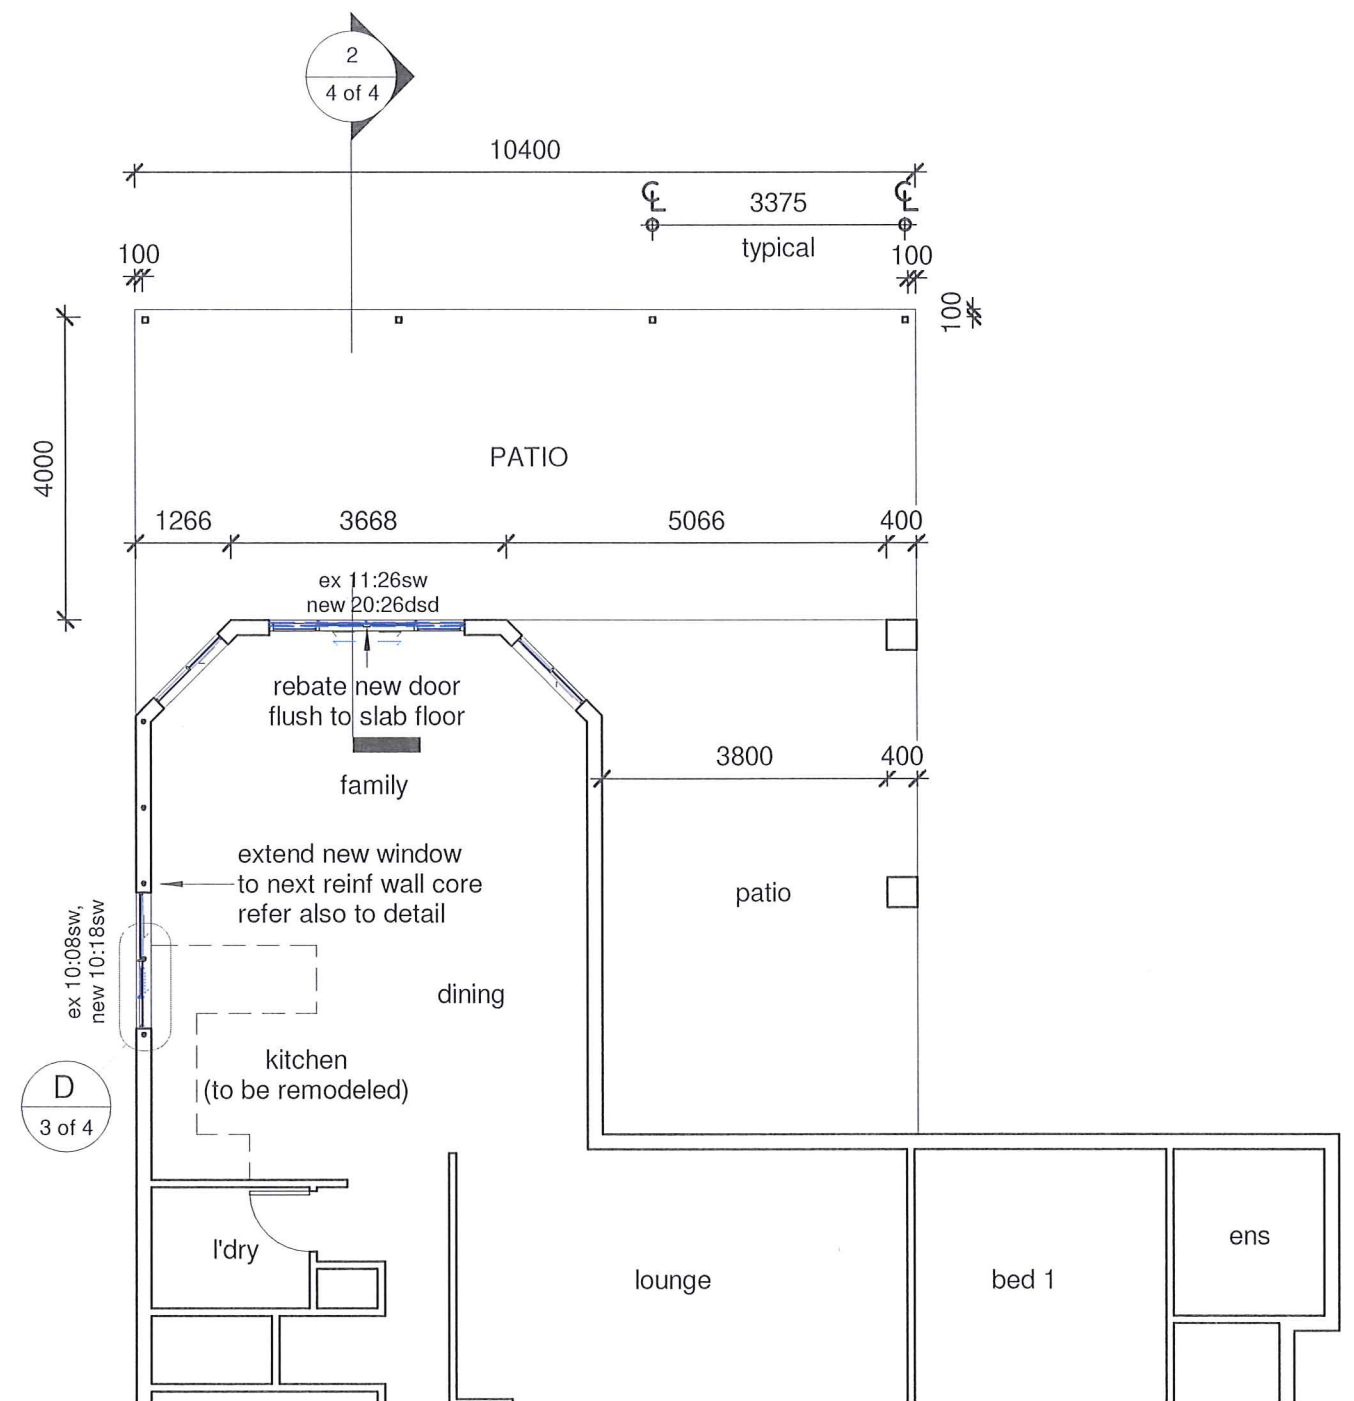 2
4 of 4
10400
CL
CL
3375
typical
100
100
100
4000
PATIO
1266
3668
5066
400
ex 11:26sw
new 20:26dsd
rebate new door
flush to slab floor
family
3800
400
extend new window
to next reinf wall core
refer also to detail
patio
ex 10:08sw,
new 10:18sw
dining
kitchen
(to be remodeled)
D
3 of 4
l'dry
lounge
bed 1
ens